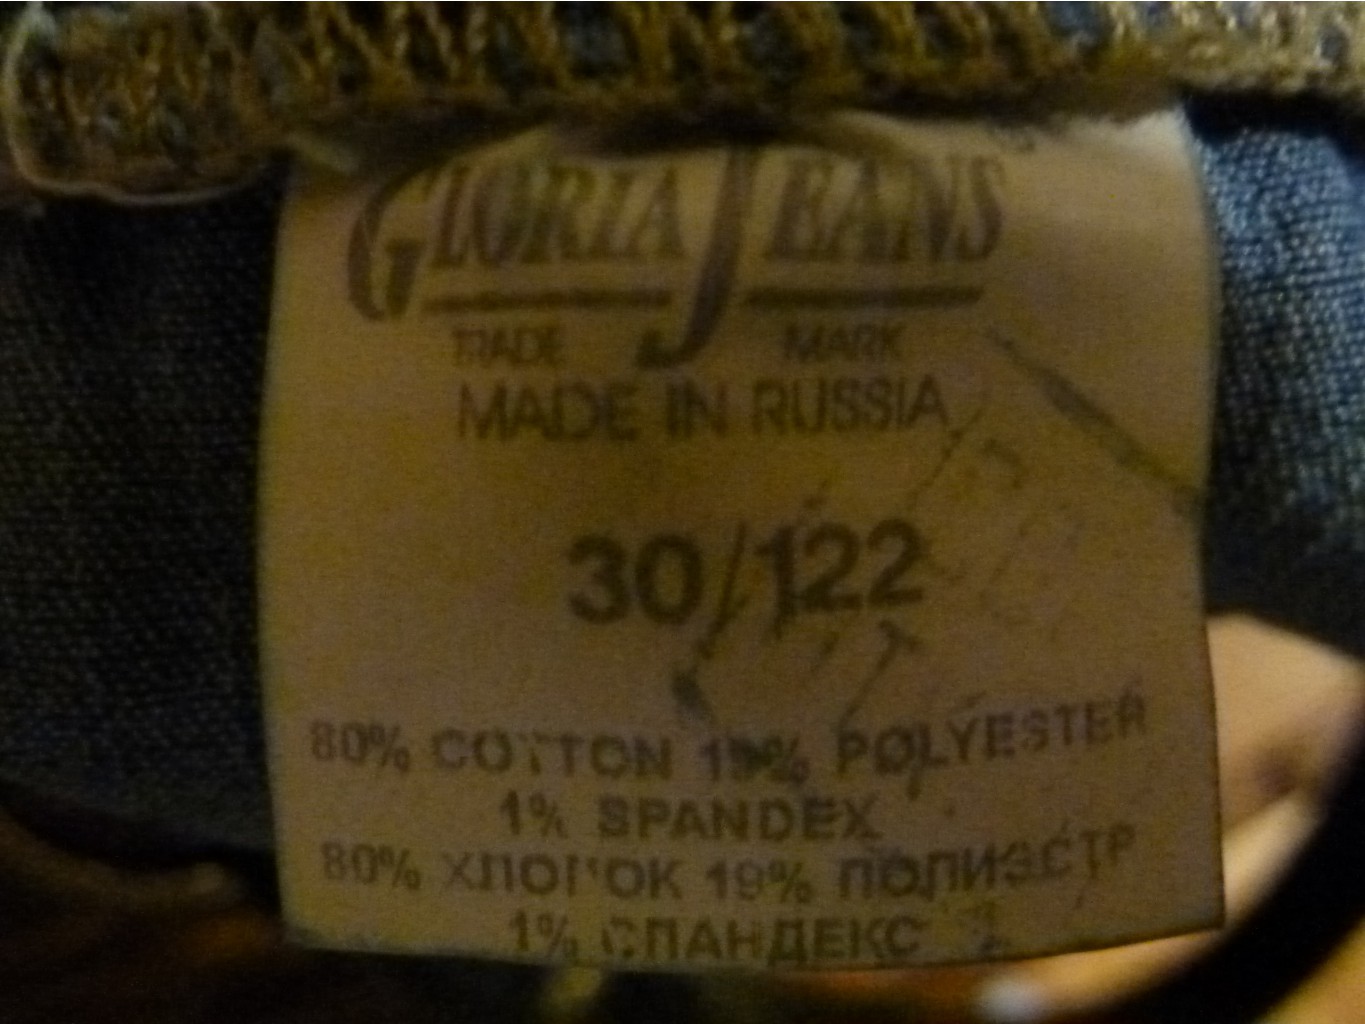 GLORIA JEANS
TRADE MARK
MADE IN RUSSIA
30/122
80% COTTON 19% POLYESTER
1% SPANDEX
80% ХЛОПОК 19% ПОЛИЭСТР
1% СПАНДЕКС